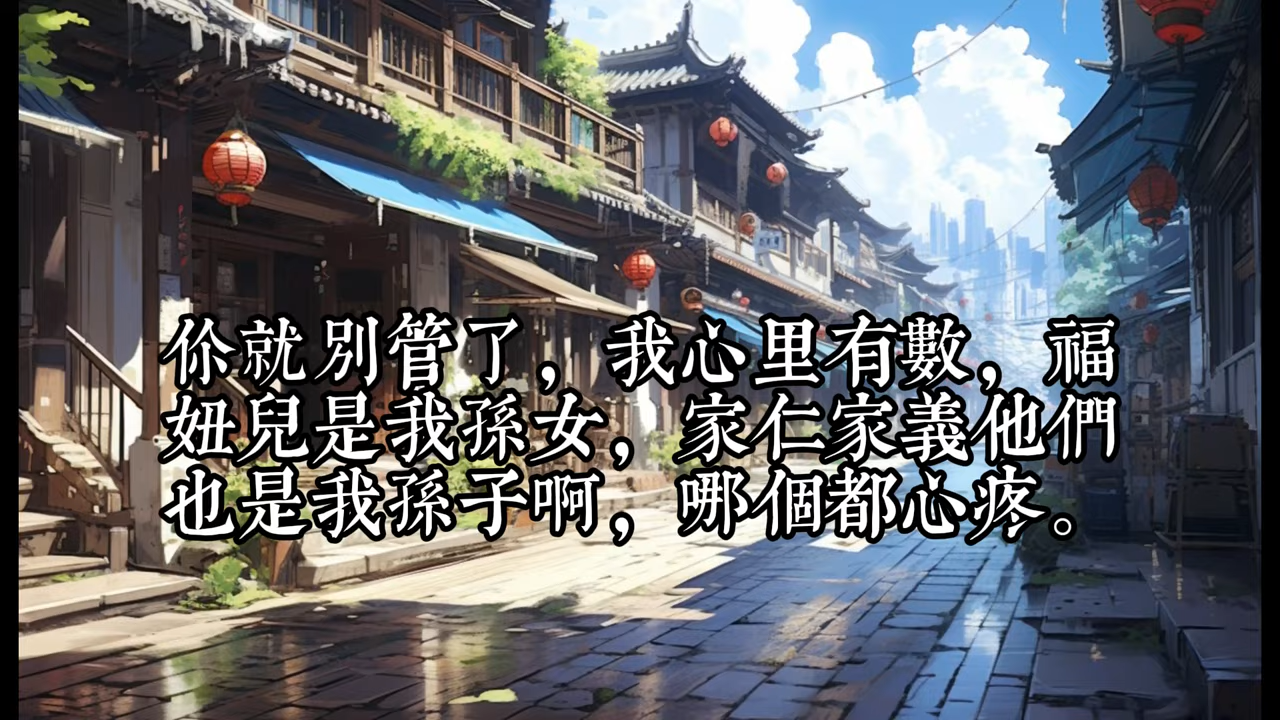 你就別管了，我心里有數，福
妞兒是我孫女，家仁家義他們
也是我孫子啊，哪個都心疼。